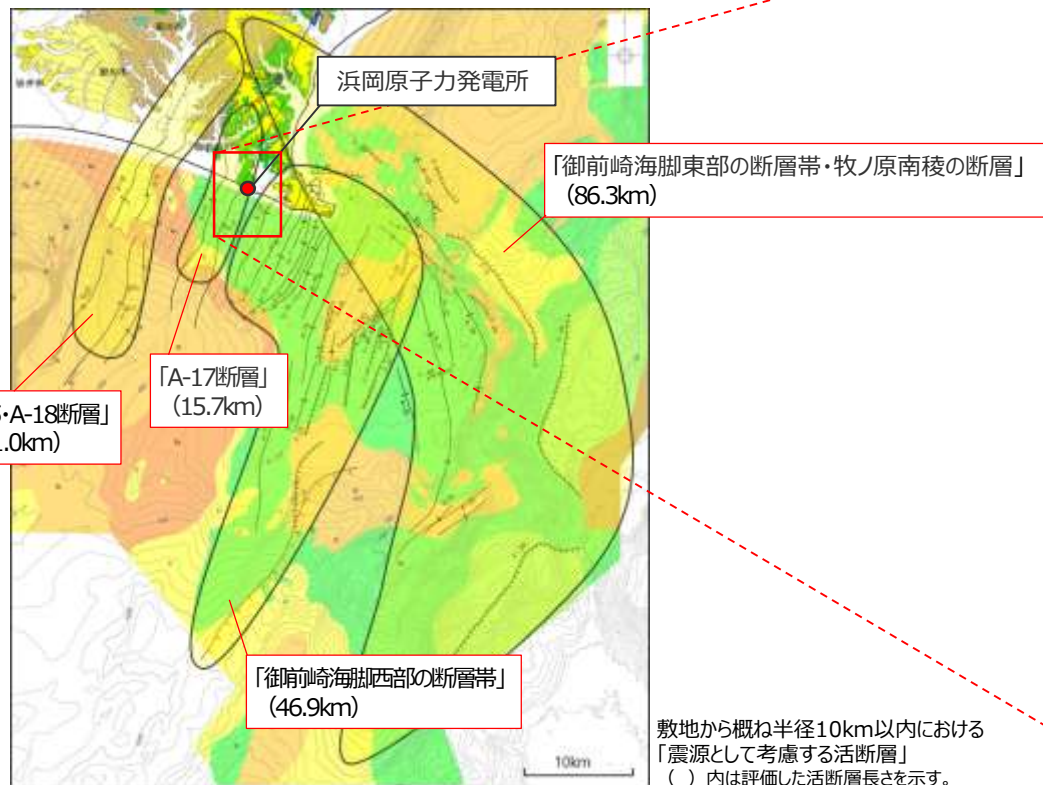 浜岡原子力発電所
「御前崎海脚東部の断層帯・牧ノ原南稜の断層」
（86.3km）
「A-17断層」
（15.7km）
・A-18断層」
.0km）
「御前崎海脚西部の断層帯」
（46.9km）
10km
敷地から概ね半径10km以内における
「震源として考慮する活断層」
（ ）内は評価した活断層長さを示す。